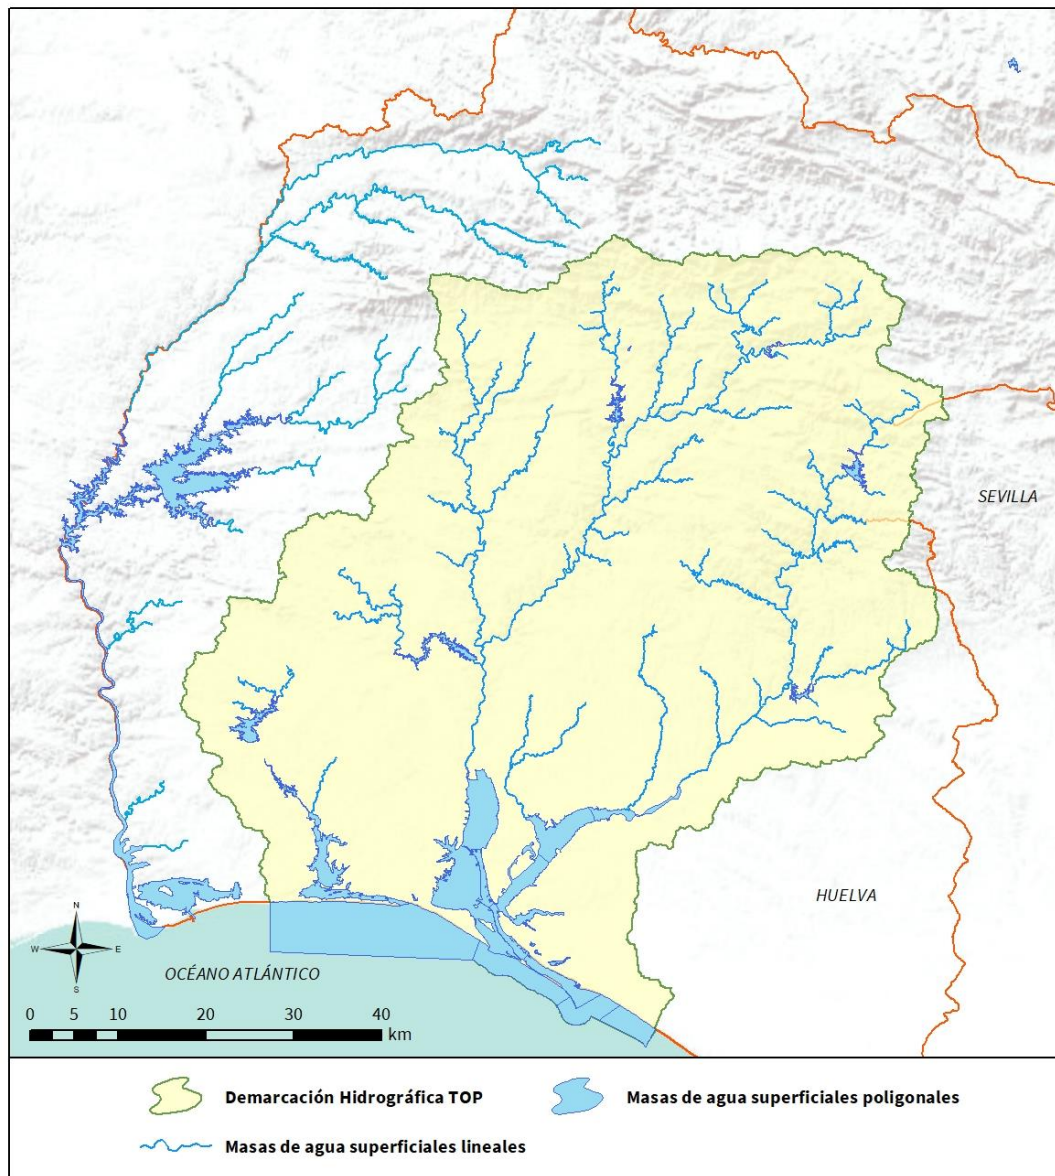 SEVILLA
HUELVA
N
W E
S
OCÉANO ATLÁNTICO
0 5 10 20 30 40
km
Demarcación Hidrográfica TOP
Masas de agua superficiales poligonales
Masas de agua superficiales lineales